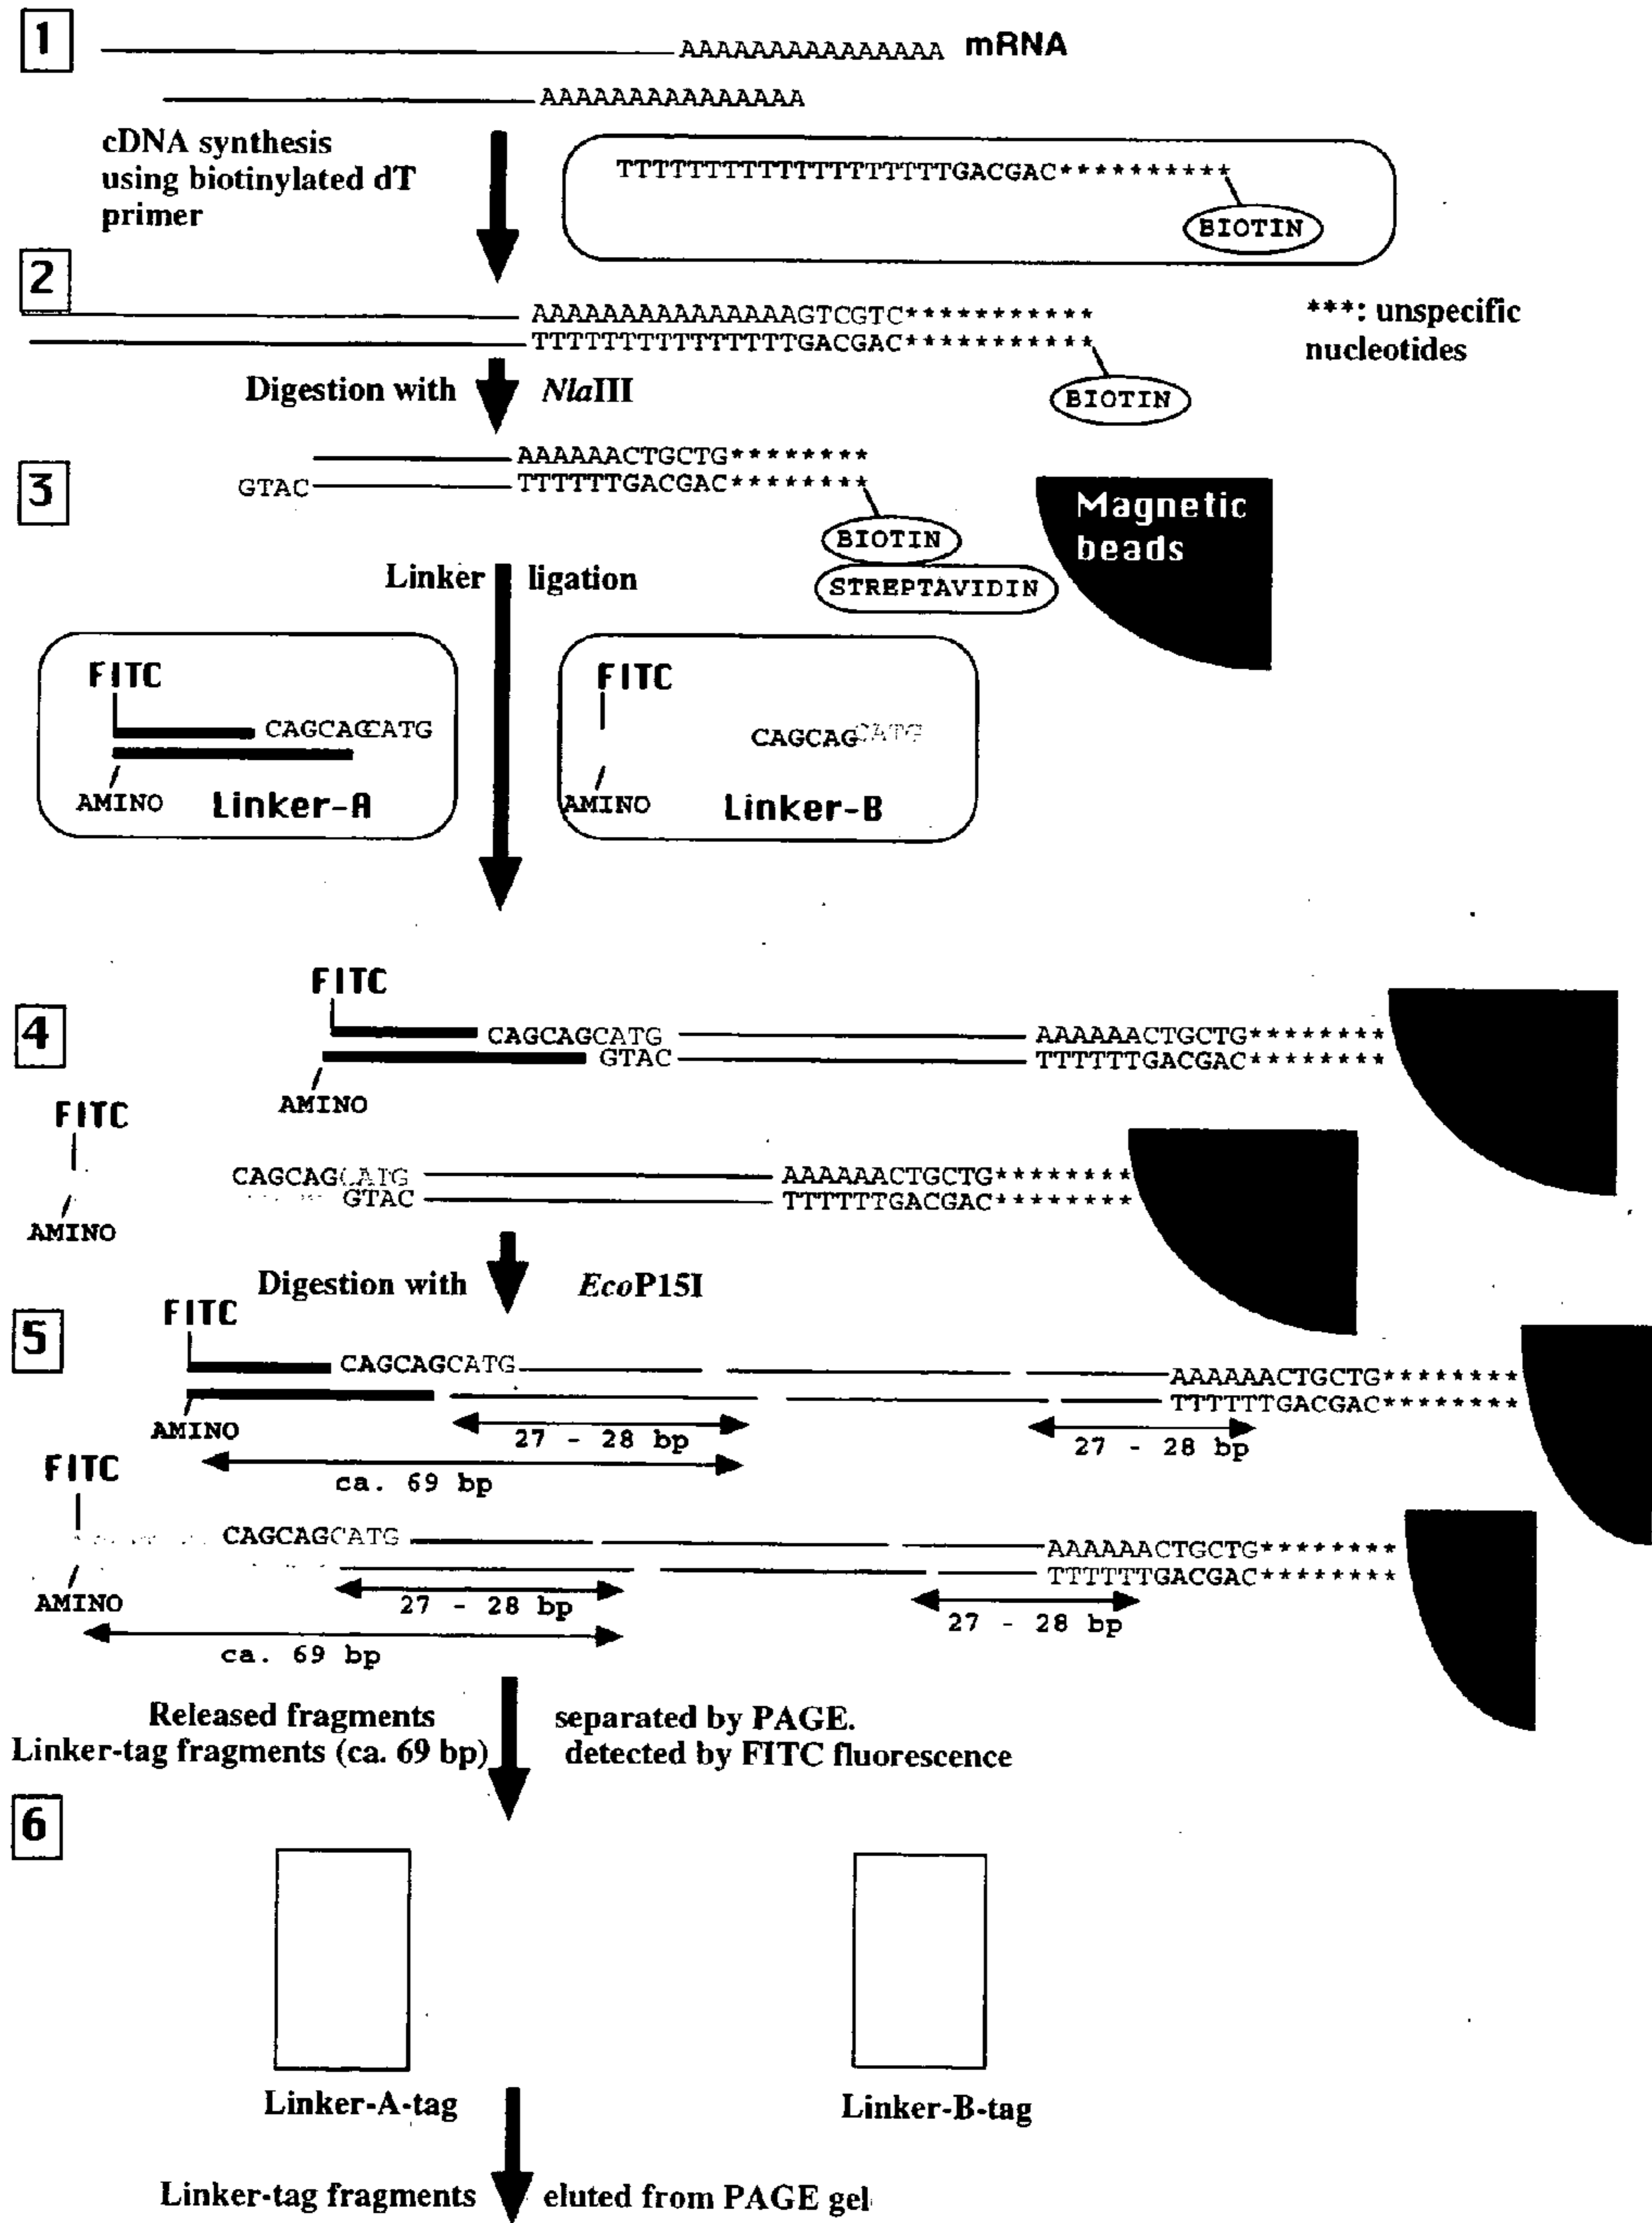 1
AAAAAAAAAAAAAAA mRNA
AAAAAAAAAAAAAAA
cDNA synthesis
using biotinylated dT
primer
TTTTTTTTTTTTTTTTTTTGACGAC**********
BIOTIN
2
AAAAAAAAAAAAAAAGTCGTC***********
TTTTTTTTTTTTTTTGACGAC***********
***: unspecific
nucleotides
BIOTIN
Digestion with NlaIII
3
AAAAAACTGCTG********
GTAC TTTTTTGACGAC********
BIOTIN
STREPTAVIDIN
Magnetic
beads
Linker ligation
FITC
CAGCAGCATG
AMINO Linker-A
FITC
CAGCAGCATG
AMINO Linker-B
4
FITC
CAGCAGCATG AAAAAACTGCTG********
GTAC TTTTTTGACGAC********
AMINO
FITC
CAGCAGCATG AAAAAACTGCTG********
GTAC TTTTTTGACGAC********
AMINO
Digestion with EcoP15I
5
FITC
CAGCAGCATG AAAAAACTGCTG********
TTTTTTGACGAC********
AMINO
27 - 28 bp 27 - 28 bp
ca. 69 bp
FITC
CAGCAGCATG AAAAAACTGCTG********
TTTTTTGACGAC********
AMINO
27 - 28 bp 27 - 28 bp
ca. 69 bp
Released fragments separated by PAGE.
Linker-tag fragments (ca. 69 bp) detected by FITC fluorescence
6
Linker-A-tag Linker-B-tag
Linker-tag fragments eluted from PAGE gel